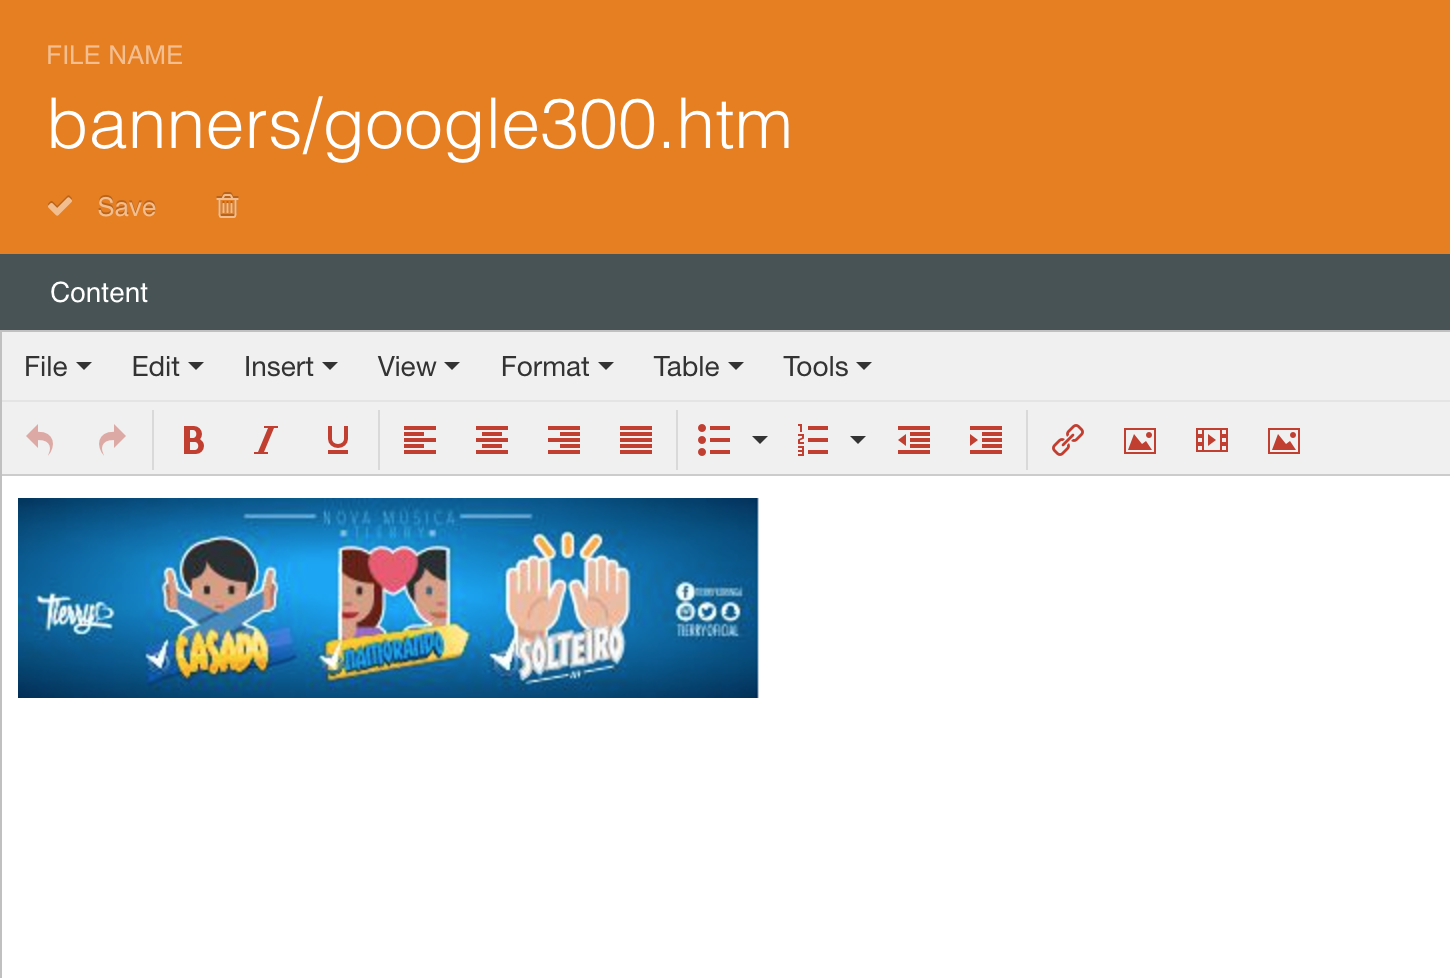 FILE NAME
banners/google300.htm
Save
Content
File Edit Insert View Format Table Tools
B I U
NOVA MÚSICA
TIERRY
Tierry
CASADO
NAMORANDO
SOLTEIRO
TIERRYOFICIAL